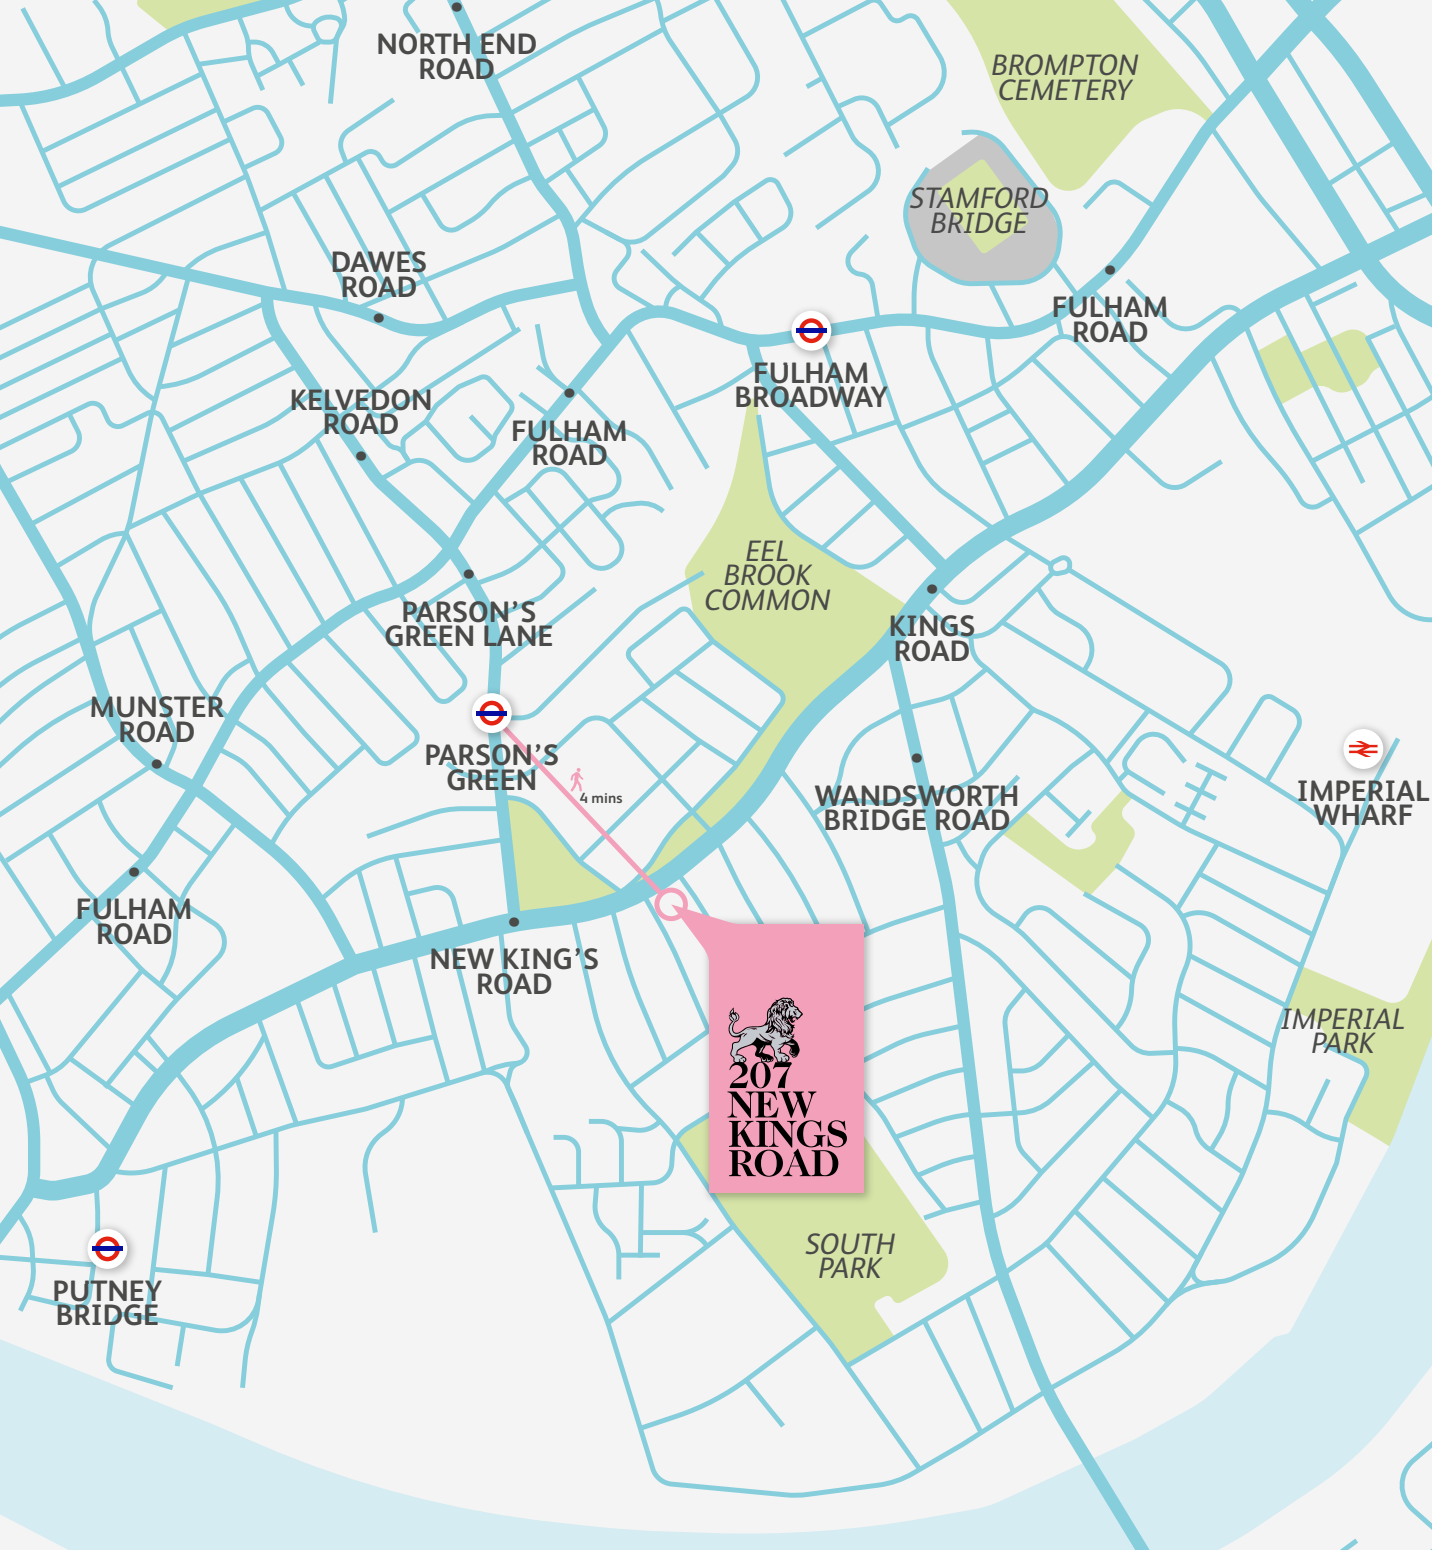 NORTH END
ROAD
BROMPTON
CEMETERY
STAMFORD
BRIDGE
DAWES
ROAD
FULHAM
ROAD
FULHAM
BROADWAY
KELVEDON
ROAD
FULHAM
ROAD
EEL
BROOK
COMMON
PARSON’S
GREEN LANE
KINGS
ROAD
MUNSTER
ROAD
PARSON’S
GREEN
4 mins
WANDSWORTH
BRIDGE ROAD
IMPERIAL
WHARF
FULHAM
ROAD
NEW KING’S
ROAD
IMPERIAL
PARK
207
NEW
KINGS
ROAD
SOUTH
PARK
PUTNEY
BRIDGE